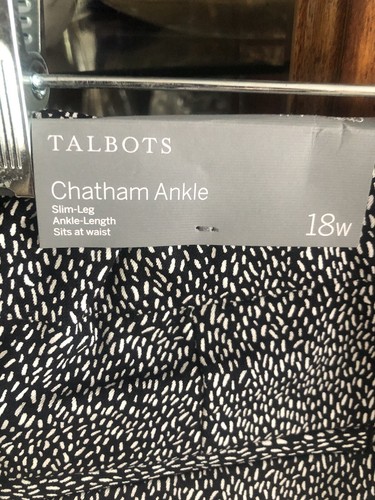 TALBOTS
Chatham Ankle
Slim-Leg
Ankle-Length
Sits at waist
18w